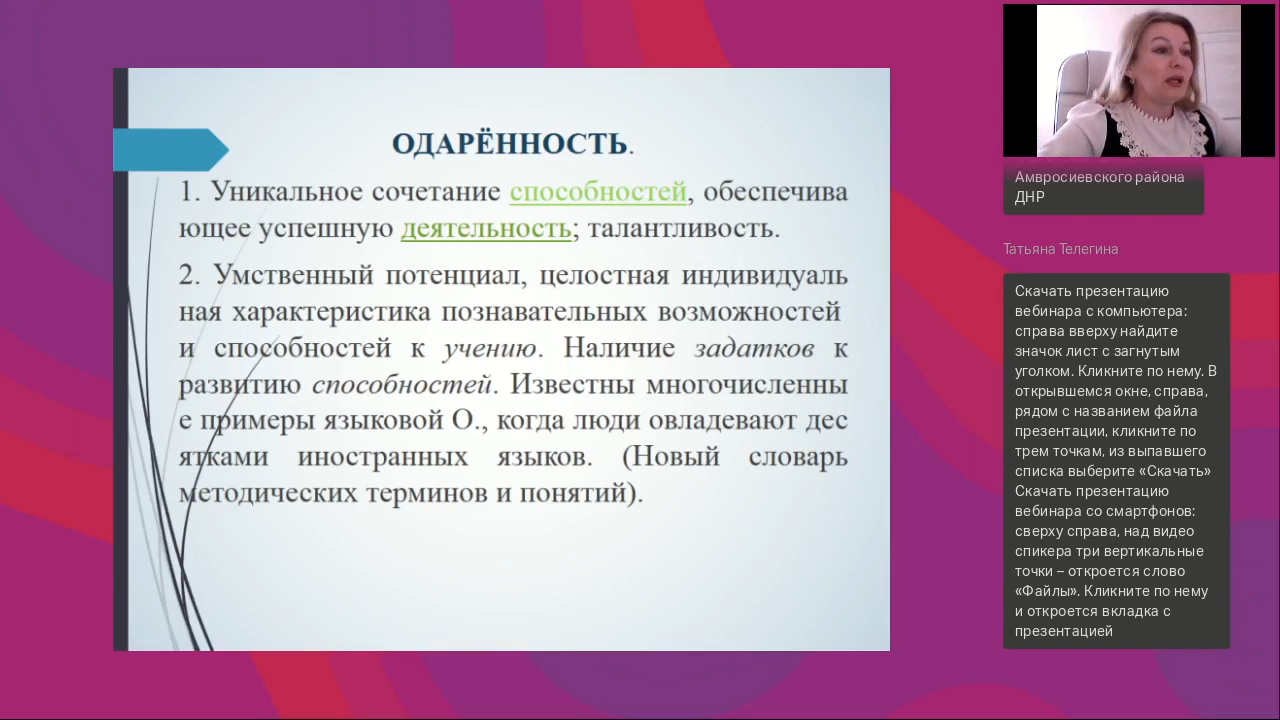 ОДАРЁННОСТЬ.
1. Уникальное сочетание способностей, обеспечива
ющее успешную деятельность; талантливость.
2. Умственный потенциал, целостная индивидуаль
ная характеристика познавательных возможностей
и способностей к учению. Наличие задатков к
развитию способностей. Известны многочисленны
е примеры языковой О., когда люди овладевают дес
ятками иностранных языков. (Новый словарь
методических терминов и понятий).
Амвросиевского района
ДНР
Татьяна Телегина
Скачать презентацию
вебинара с компьютера:
справа вверху найдите
значок лист с загнутым
уголком. Кликните по нему. В
открывшемся окне, справа,
рядом с названием файла
презентации, кликните по
трем точкам, из выпавшего
списка выберите «Скачать»
Скачать презентацию
вебинара со смартфонов:
сверху справа, над видео
спикера три вертикальные
точки – откроется слово
«Файлы». Кликните по нему
и откроется вкладка с
презентацией